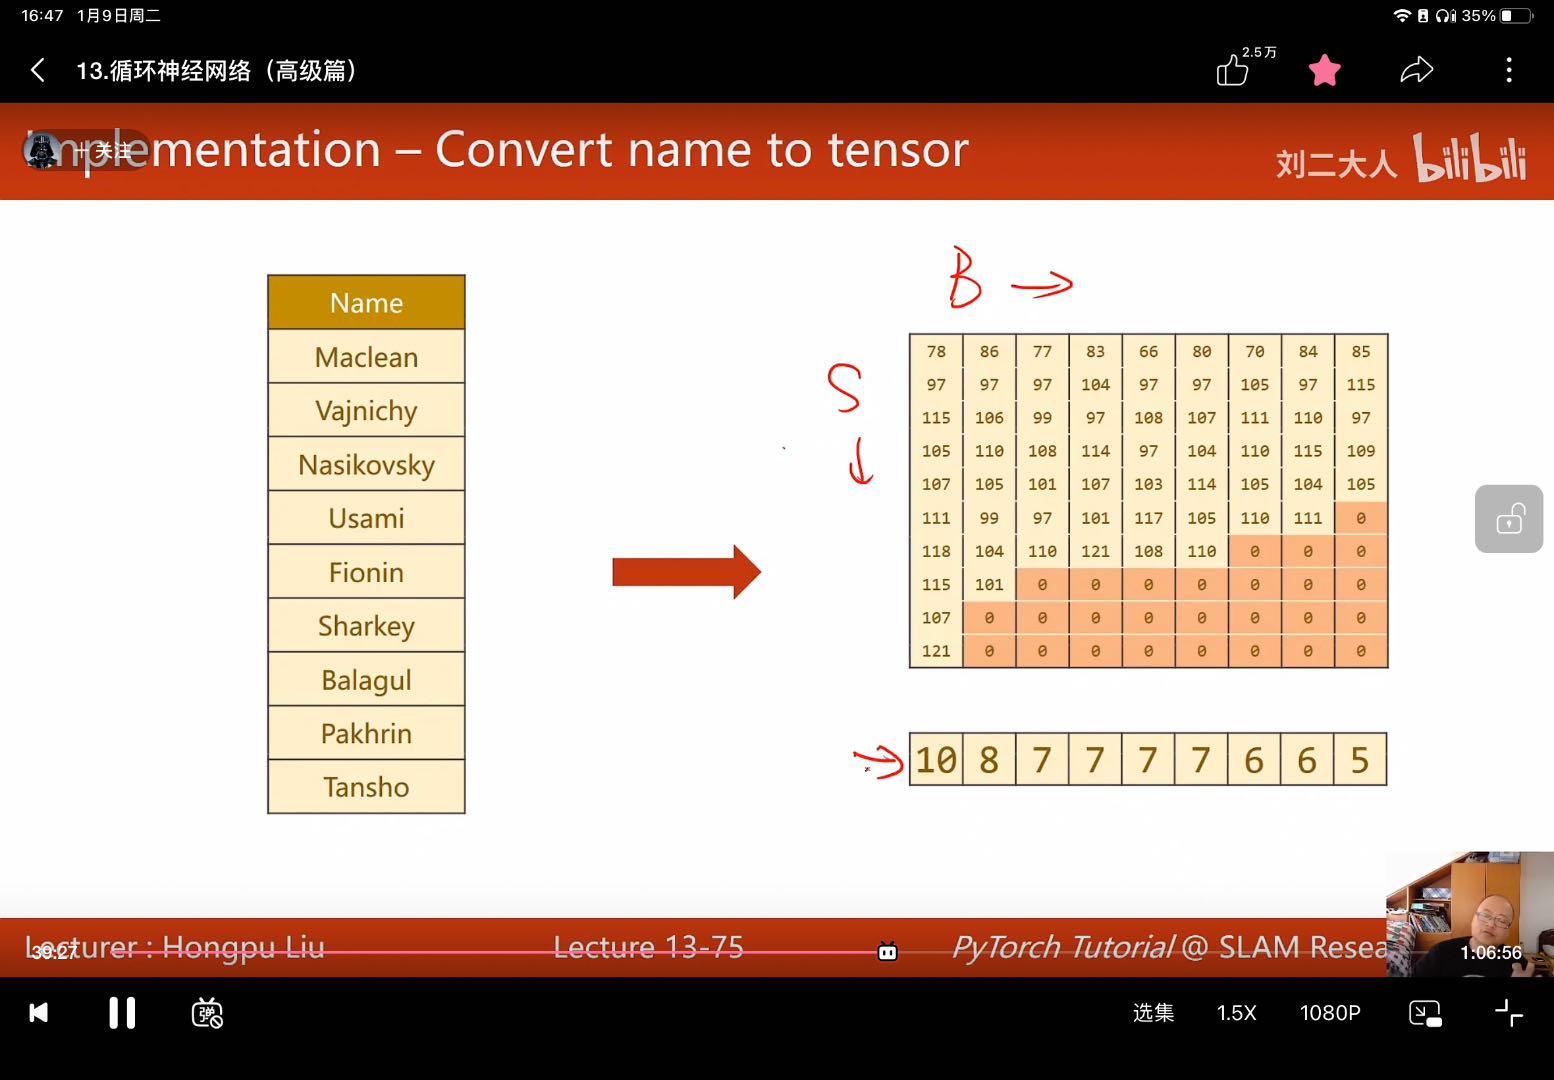 16:47 1月9日周二
35%
13.循环神经网络（高级篇）
2.5万
Implementation – Convert name to tensor
+ 关注
刘二大人 bilibili
B →
S ↓
Name
Maclean
Vajnichy
Nasikovsky
Usami
Fionin
Sharkey
Balagul
Pakhrin
Tansho
78 86 77 83 66 80 70 84 85
97 97 97 104 97 97 105 97 115
115 106 99 97 108 107 111 110 97
105 110 108 114 97 104 110 115 109
107 105 101 107 103 114 105 104 105
111 99 97 101 117 105 110 111 0
118 104 110 121 108 110 0 0 0
115 101 0 0 0 0 0 0 0
107 0 0 0 0 0 0 0 0
121 0 0 0 0 0 0 0 0
10 8 7 7 7 7 6 6 5
Lecturer : Hongpu Liu
Lecture 13-75
PyTorch Tutorial @ SLAM Resea
39:27
1:06:56
弹
选集 1.5X 1080P